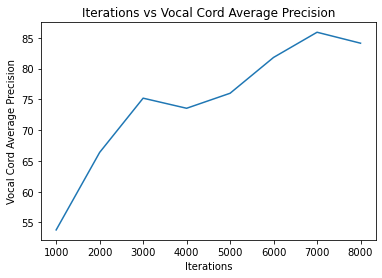 Iterations vs Vocal Cord Average Precision
Vocal Cord Average Precision
85
80
75
70
65
60
55
1000 2000 3000 4000 5000 6000 7000 8000
Iterations